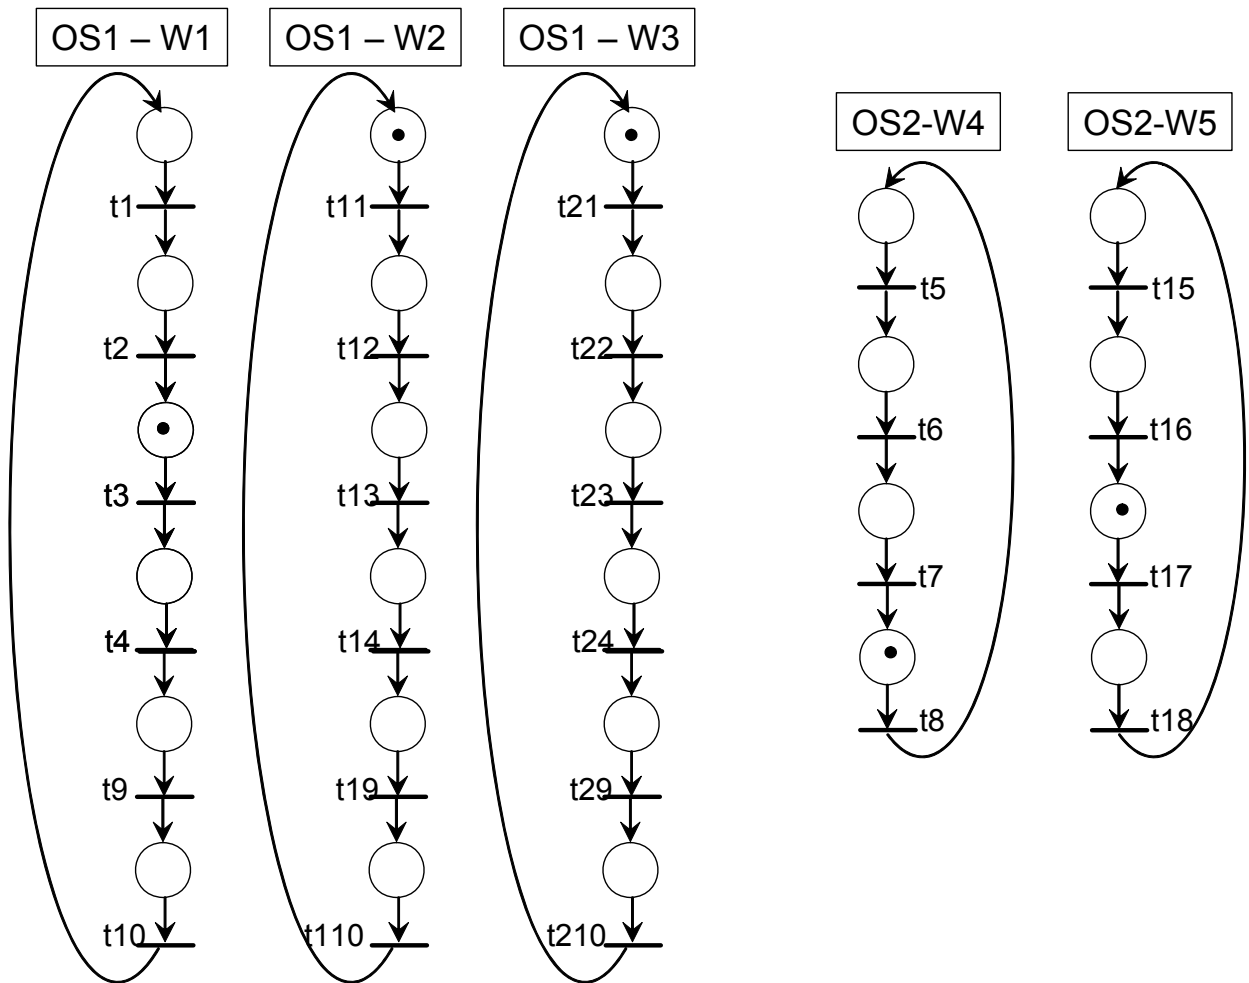 OS1 – W1
OS1 – W2
OS1 – W3
OS2-W4
OS2-W5
t1
t2
t3
t4
t9
t10
t11
t12
t13
t14
t19
t110
t21
t22
t23
t24
t29
t210
t5
t6
t7
t8
t15
t16
t17
t18